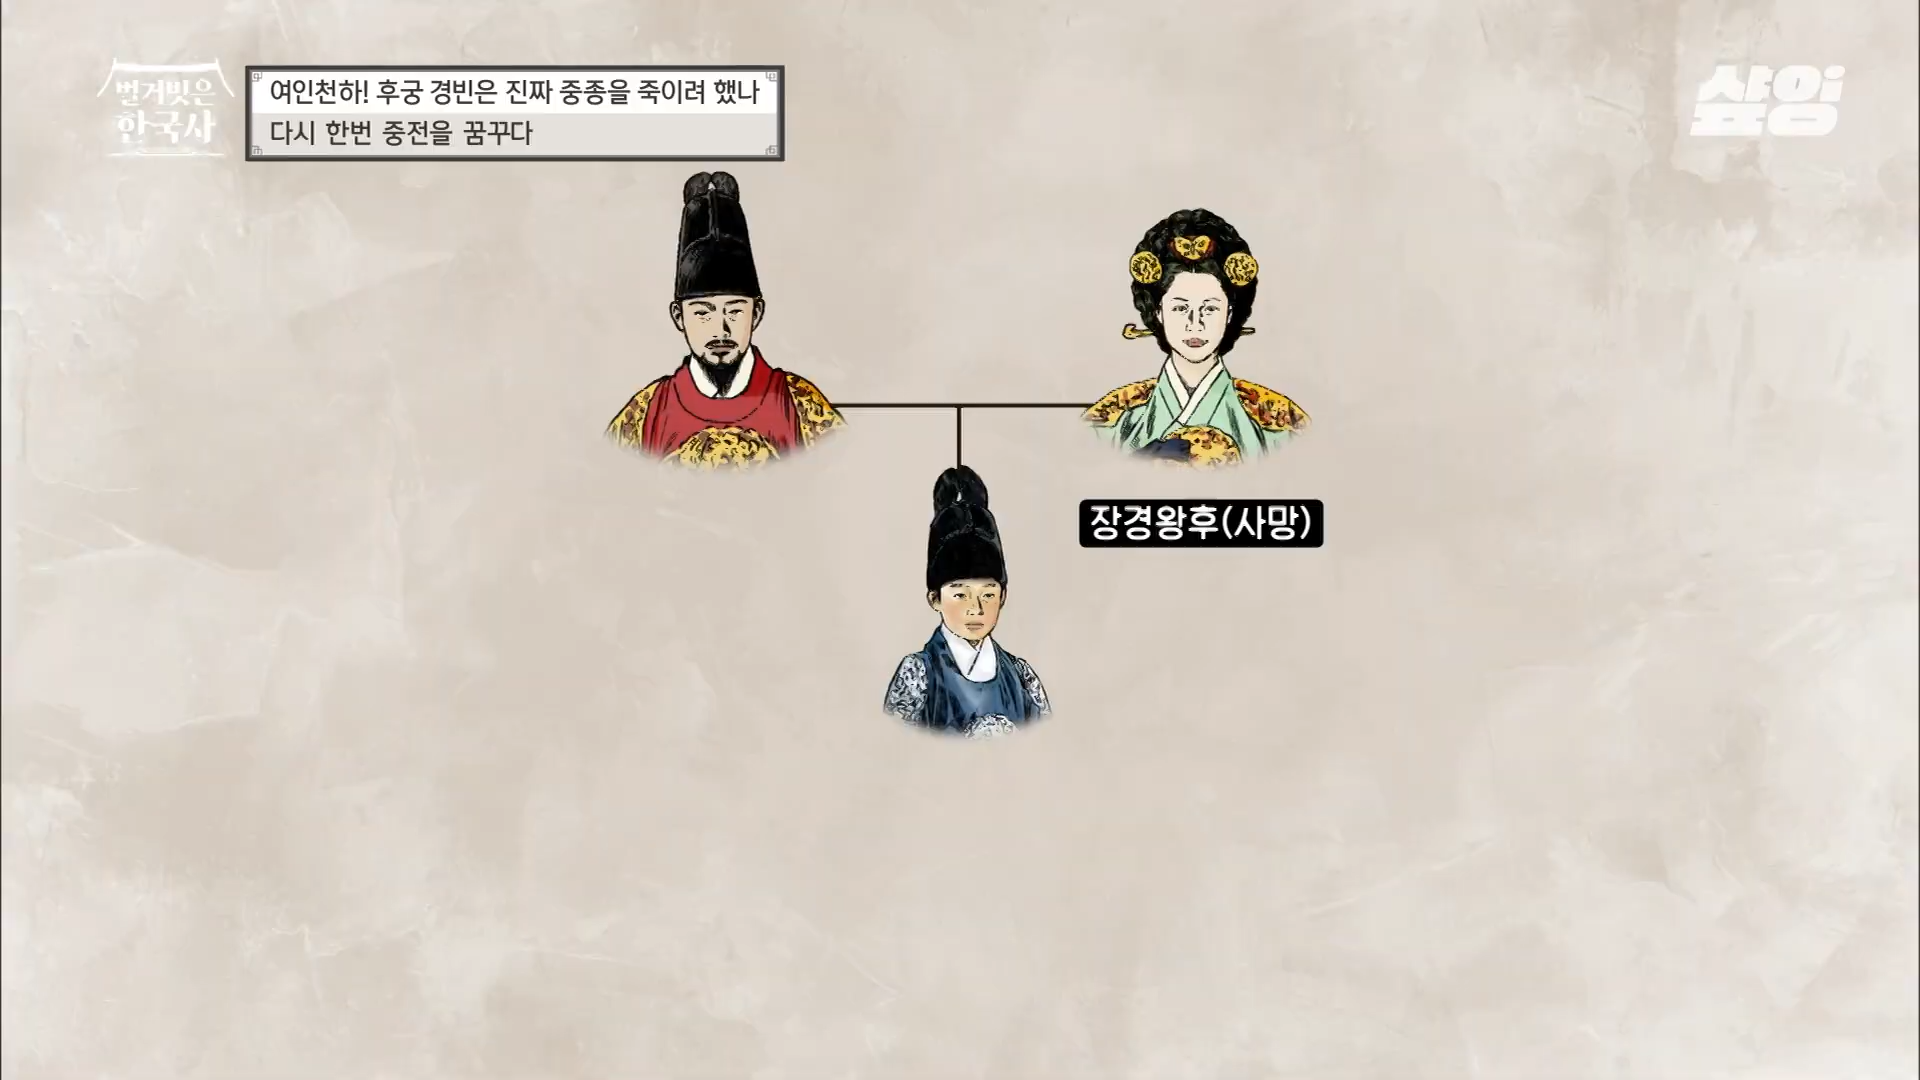 벌거벗은
한국사
여인천하! 후궁 경빈은 진짜 중종을 죽이려 했나
다시 한번 중전을 꿈꾸다
샾잉
장경왕후(사망)